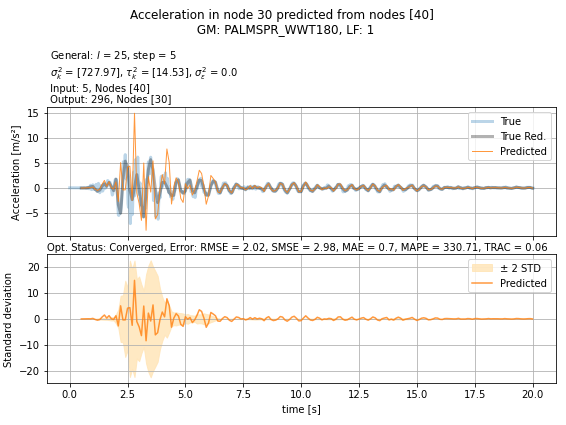 Acceleration in node 30 predicted from nodes [40]
GM: PALMSPR_WWT180, LF: 1
General: l = 25, step = 5
σ²ₖ = [727.97], τ²ₖ = [14.53], σ²ε = 0.0
Input: 5, Nodes [40]
Output: 296, Nodes [30]
15
10
5
0
−5
Acceleration [m/s²]
True
True Red.
Predicted
Opt. Status: Converged, Error: RMSE = 2.02, SMSE = 2.98, MAE = 0.7, MAPE = 330.71, TRAC = 0.06
20
10
0
−10
−20
Standard deviation
± 2 STD
Predicted
0.0 2.5 5.0 7.5 10.0 12.5 15.0 17.5 20.0
time [s]